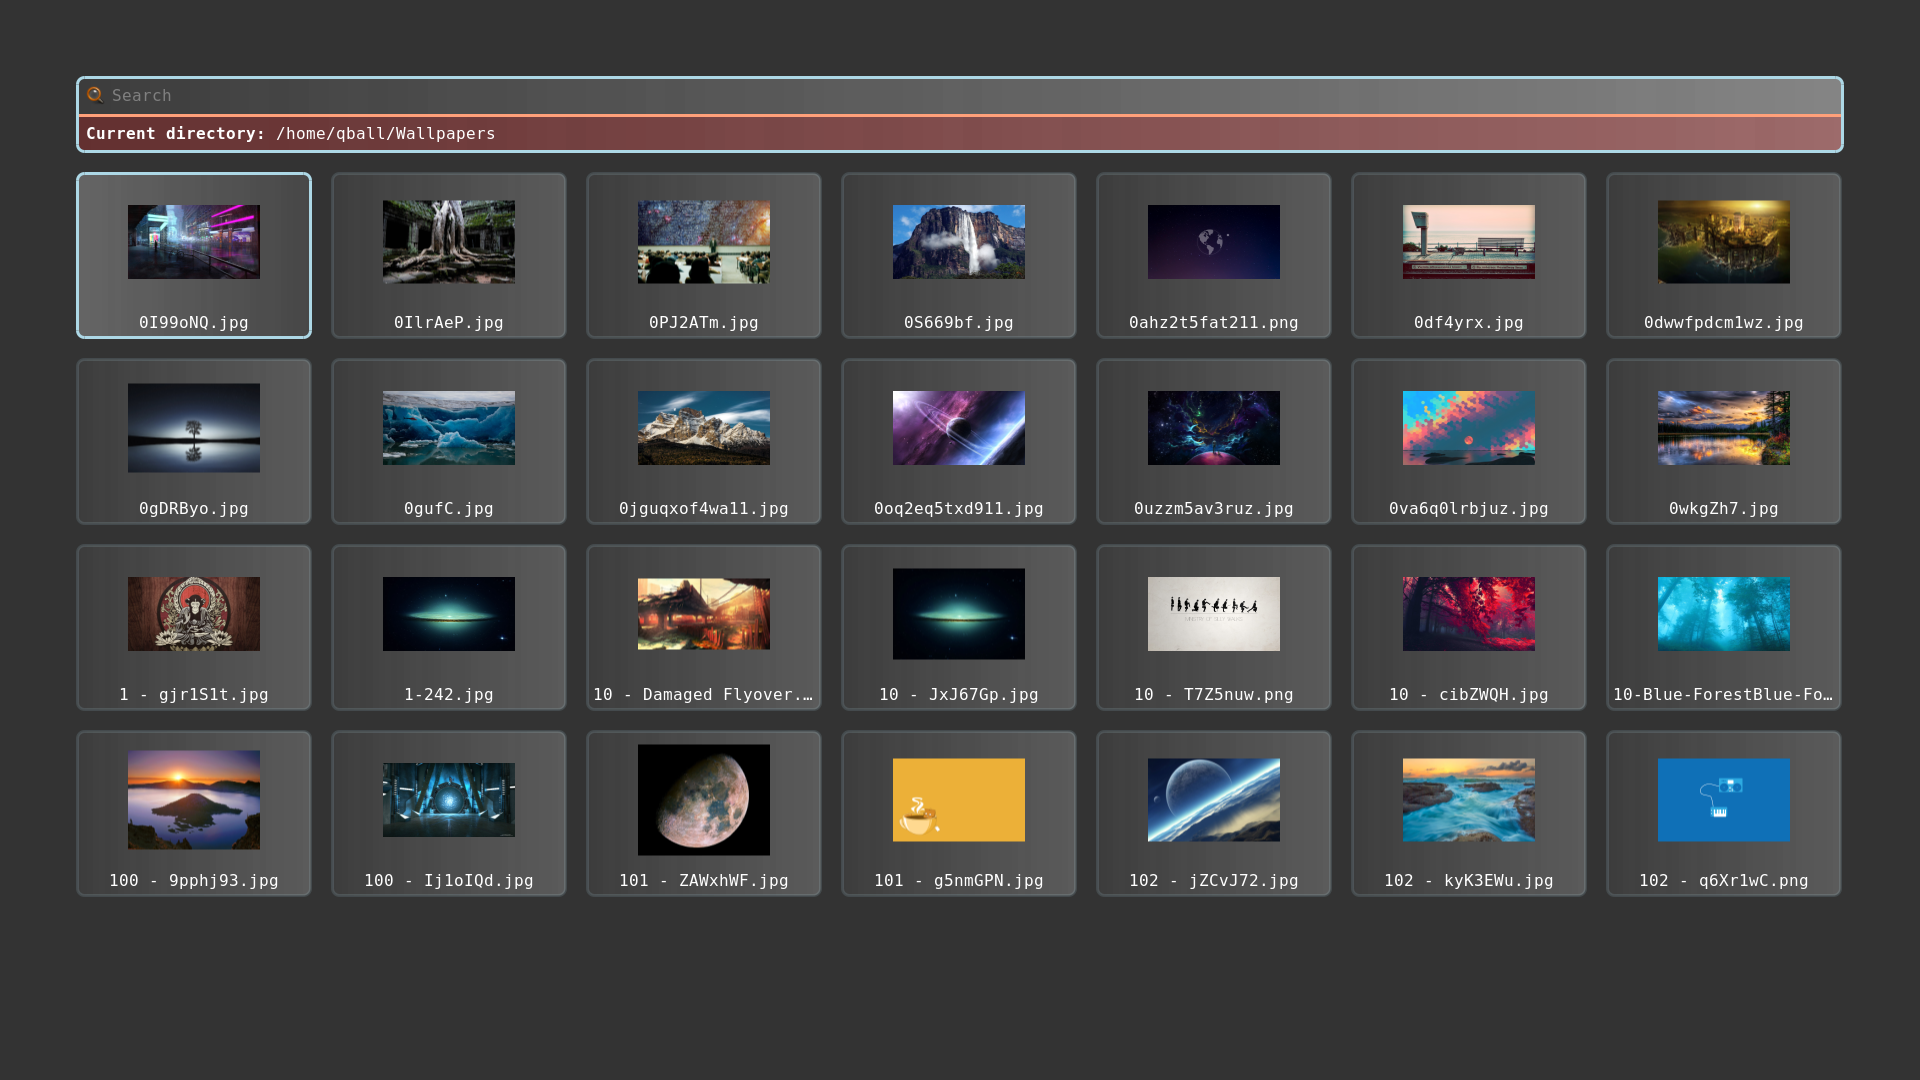 Search
Current directory: /home/qball/Wallpapers
0I99oNQ.jpg
0IlrAeP.jpg
0PJ2ATm.jpg
0S669bf.jpg
0ahz2t5fat211.png
0df4yrx.jpg
0dwwfpdcm1wz.jpg
0gDRByo.jpg
0gufC.jpg
0jguqxof4wa11.jpg
0oq2eq5txd911.jpg
0uzzm5av3ruz.jpg
0va6q0lrbjuz.jpg
0wkgZh7.jpg
1 - gjr1S1t.jpg
1-242.jpg
10 - Damaged Flyover.…
10 - JxJ67Gp.jpg
10 - T7Z5nuw.png
10 - cibZWQH.jpg
10-Blue-ForestBlue-Fo…
100 - 9pphj93.jpg
100 - Ij1oIQd.jpg
101 - ZAWxhWF.jpg
101 - g5nmGPN.jpg
102 - jZCvJ72.jpg
102 - kyK3EWu.jpg
102 - q6Xr1wC.png